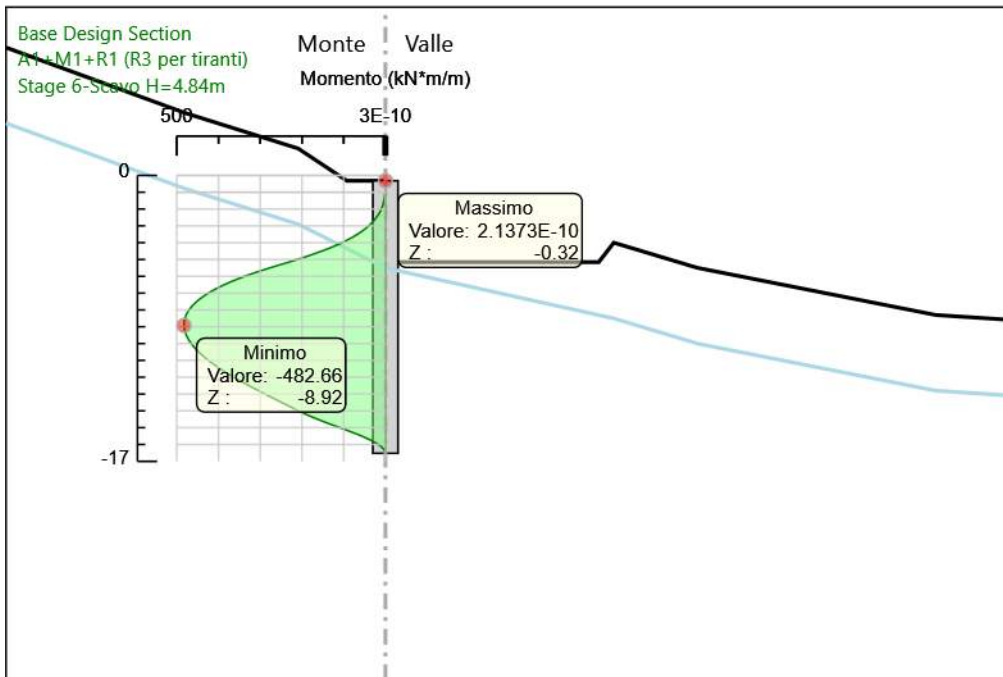 Base Design Section
A1+M1+R1 (R3 per tiranti)
Stage 6-Scavo H=4.84m
Monte Valle
Momento (kN*m/m)
500 3E-10
0
Massimo
Valore: 2.1373E-10
Z : -0.32
Minimo
Valore: -482.66
Z : -8.92
-17